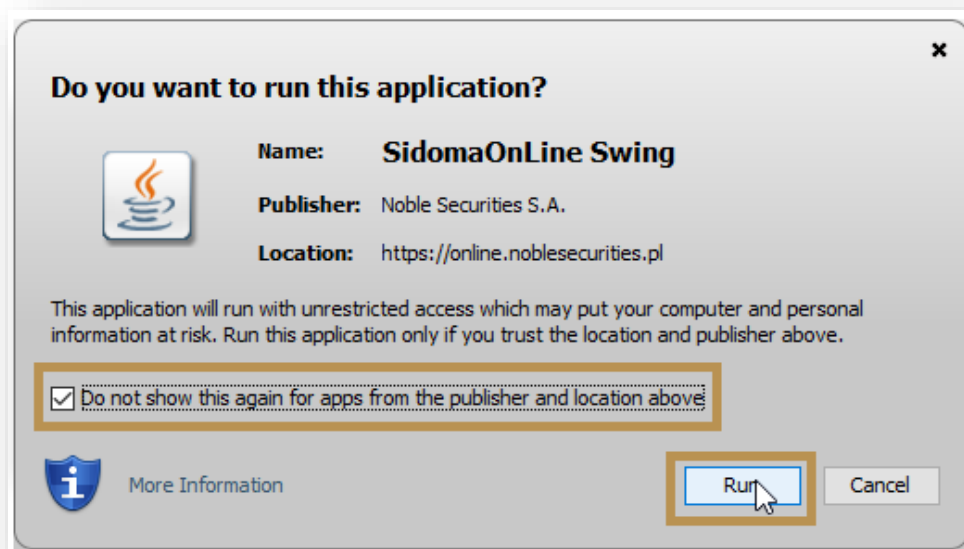 Do you want to run this application?
Name: SidomaOnLine Swing
Publisher: Noble Securities S.A.
Location: https://online.noblesecurities.pl
This application will run with unrestricted access which may put your computer and personal
information at risk. Run this application only if you trust the location and publisher above.
Do not show this again for apps from the publisher and location above
More Information
Run Cancel